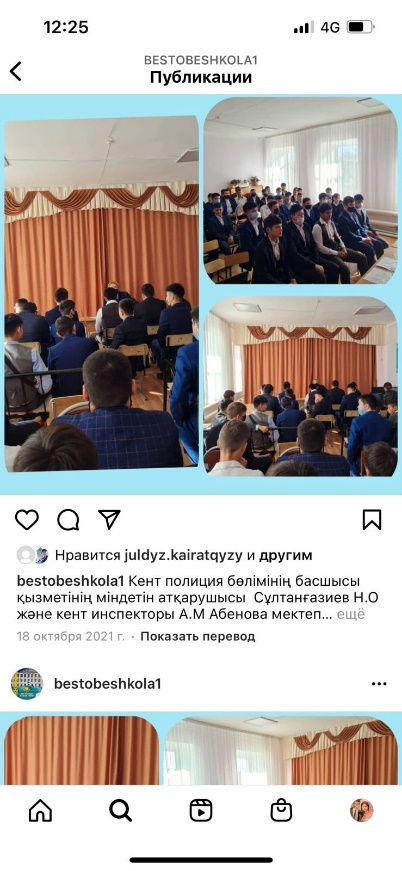 12:25
4G
BESTOBESHKOLA1
Публикации
Нравится juldyz.kairatqyzy и другим
bestobeshkola1 Кент полиция бөлімінің басшысы
қызметінің міндетін атқарушысы Сұлтанғазиев Н.О
және кент инспекторы А.М Абенова мектеп... ещё
18 октября 2021 г. · Показать перевод
bestobeshkola1